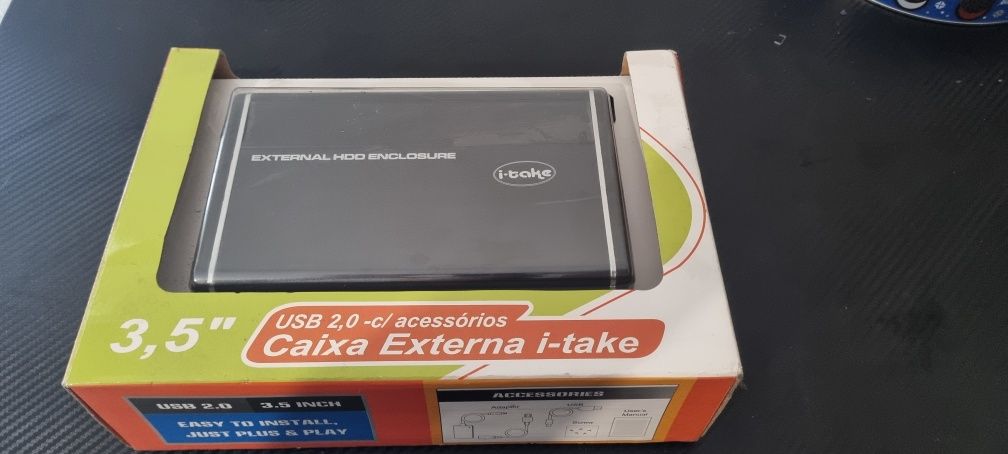 EXTERNAL HDD ENCLOSURE
i-take
3,5"
USB 2,0 -c/ acessórios
Caixa Externa i-take
USB 2.0 3.5 INCH
EASY TO INSTALL,
JUST PLUS & PLAY
ACCESSORIES
Adapter
USB
Screw
User's
Manual